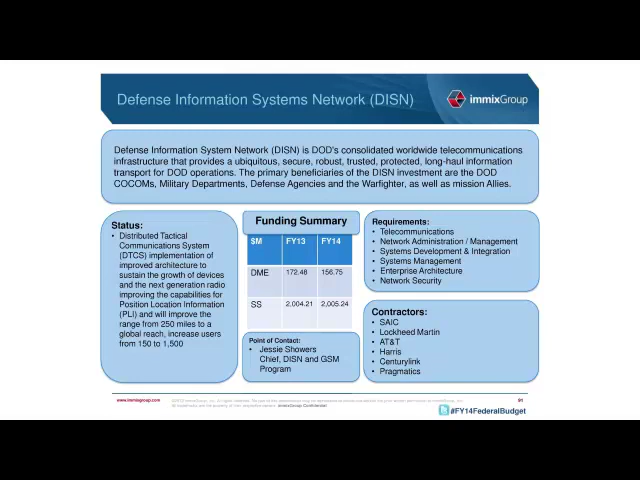 Defense Information Systems Network (DISN)
immixGroup
Defense Information System Network (DISN) is DOD's consolidated worldwide telecommunications
infrastructure that provides a ubiquitous, secure, robust, trusted, protected, long-haul information
transport for DOD operations. The primary beneficiaries of the DISN investment are the DOD
COCOMs, Military Departments, Defense Agencies and the Warfighter, as well as mission Allies.
Status:
• Distributed Tactical
Communications System
(DTCS) implementation of
improved architecture to
sustain the growth of devices
and the next generation radio
improving the capabilities for
Position Location Information
(PLI) and will improve the
range from 250 miles to a
global reach, increase users
from 150 to 1,500
Funding Summary
$M FY13 FY14
DME 172.48 156.75
SS 2,004.21 2,005.24
Point of Contact:
• Jessie Showers
Chief, DISN and GSM
Program
Requirements:
• Telecommunications
• Network Administration / Management
• Systems Development & Integration
• Systems Management
• Enterprise Architecture
• Network Security
Contractors:
• SAIC
• Lockheed Martin
• AT&T
• Harris
• Centurylink
• Pragmatics
www.immixgroup.com
#FY14FederalBudget